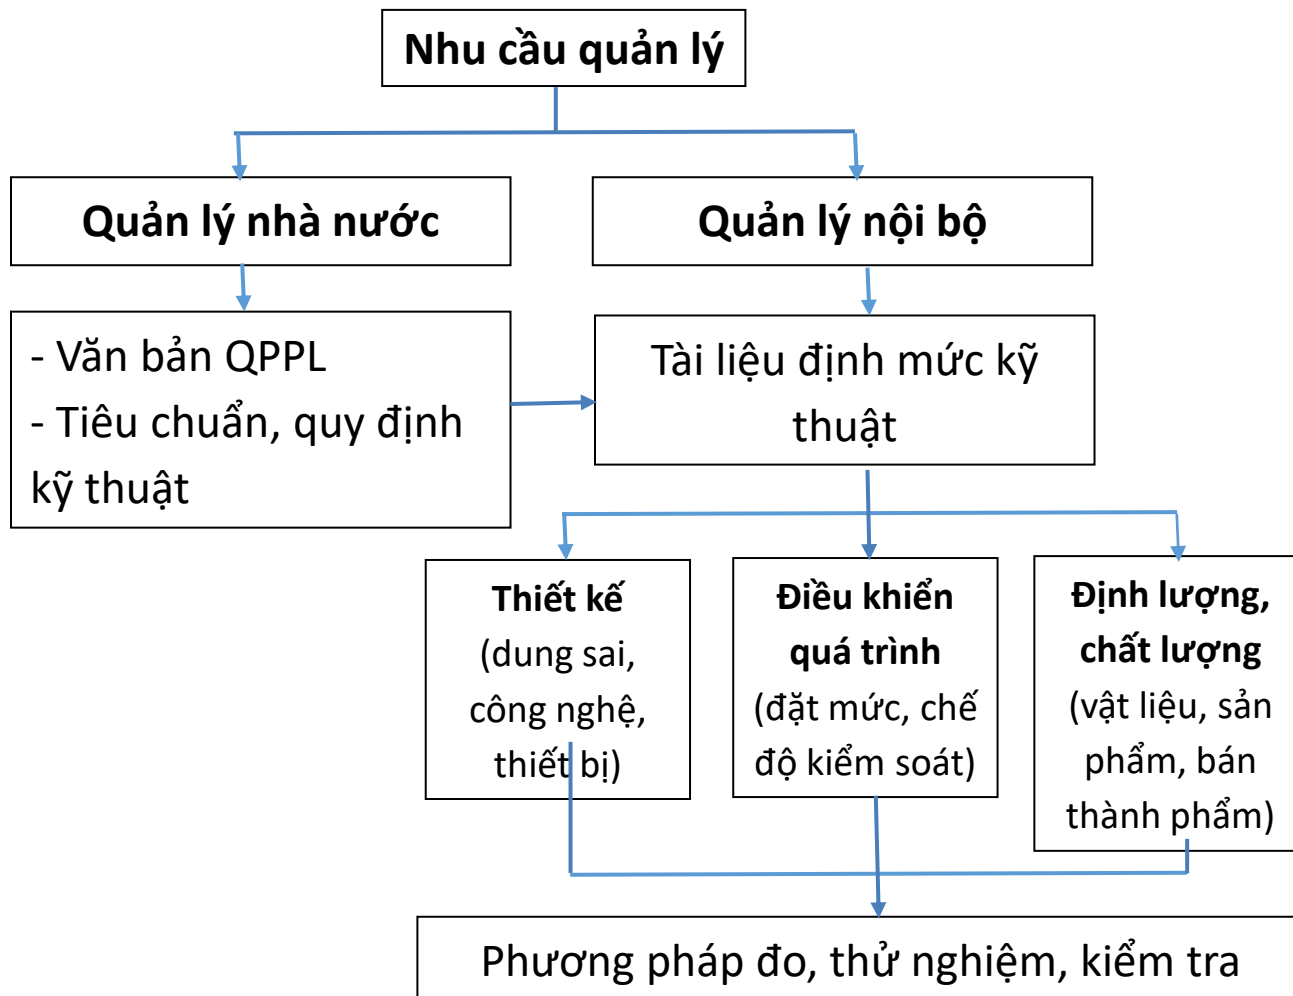 Nhu cầu quản lý
Quản lý nhà nước
Quản lý nội bộ
- Văn bản QPPL
- Tiêu chuẩn, quy định
kỹ thuật
Tài liệu định mức kỹ
thuật
Thiết kế
(dung sai,
công nghệ,
thiết bị)
Điều khiển
quá trình
(đặt mức, chế
độ kiểm soát)
Định lượng,
chất lượng
(vật liệu, sản
phẩm, bán
thành phẩm)
Phương pháp đo, thử nghiệm, kiểm tra